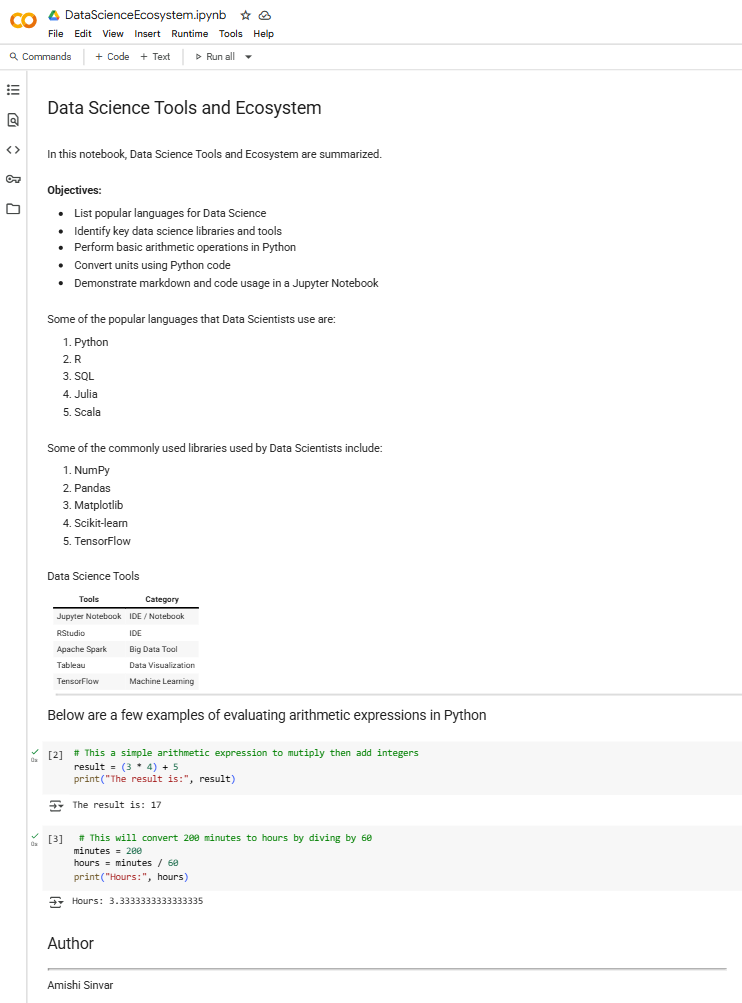 DataScienceEcosystem.ipynb
File Edit View Insert Runtime Tools Help
Commands + Code + Text Run all
Data Science Tools and Ecosystem
In this notebook, Data Science Tools and Ecosystem are summarized.
Objectives:
• List popular languages for Data Science
• Identify key data science libraries and tools
• Perform basic arithmetic operations in Python
• Convert units using Python code
• Demonstrate markdown and code usage in a Jupyter Notebook
Some of the popular languages that Data Scientists use are:
1. Python
2. R
3. SQL
4. Julia
5. Scala
Some of the commonly used libraries used by Data Scientists include:
1. NumPy
2. Pandas
3. Matplotlib
4. Scikit-learn
5. TensorFlow
Data Science Tools
Tools Category
Jupyter Notebook IDE / Notebook
RStudio IDE
Apache Spark Big Data Tool
Tableau Data Visualization
TensorFlow Machine Learning
Below are a few examples of evaluating arithmetic expressions in Python
[2] # This a simple arithmetic expression to mutiply then add integers
0s
result = (3 * 4) + 5
print("The result is:", result)
The result is: 17
[3] # This will convert 200 minutes to hours by diving by 60
0s
minutes = 200
hours = minutes / 60
print("Hours:", hours)
Hours: 3.3333333333333335
Author
Amishi Sinvar